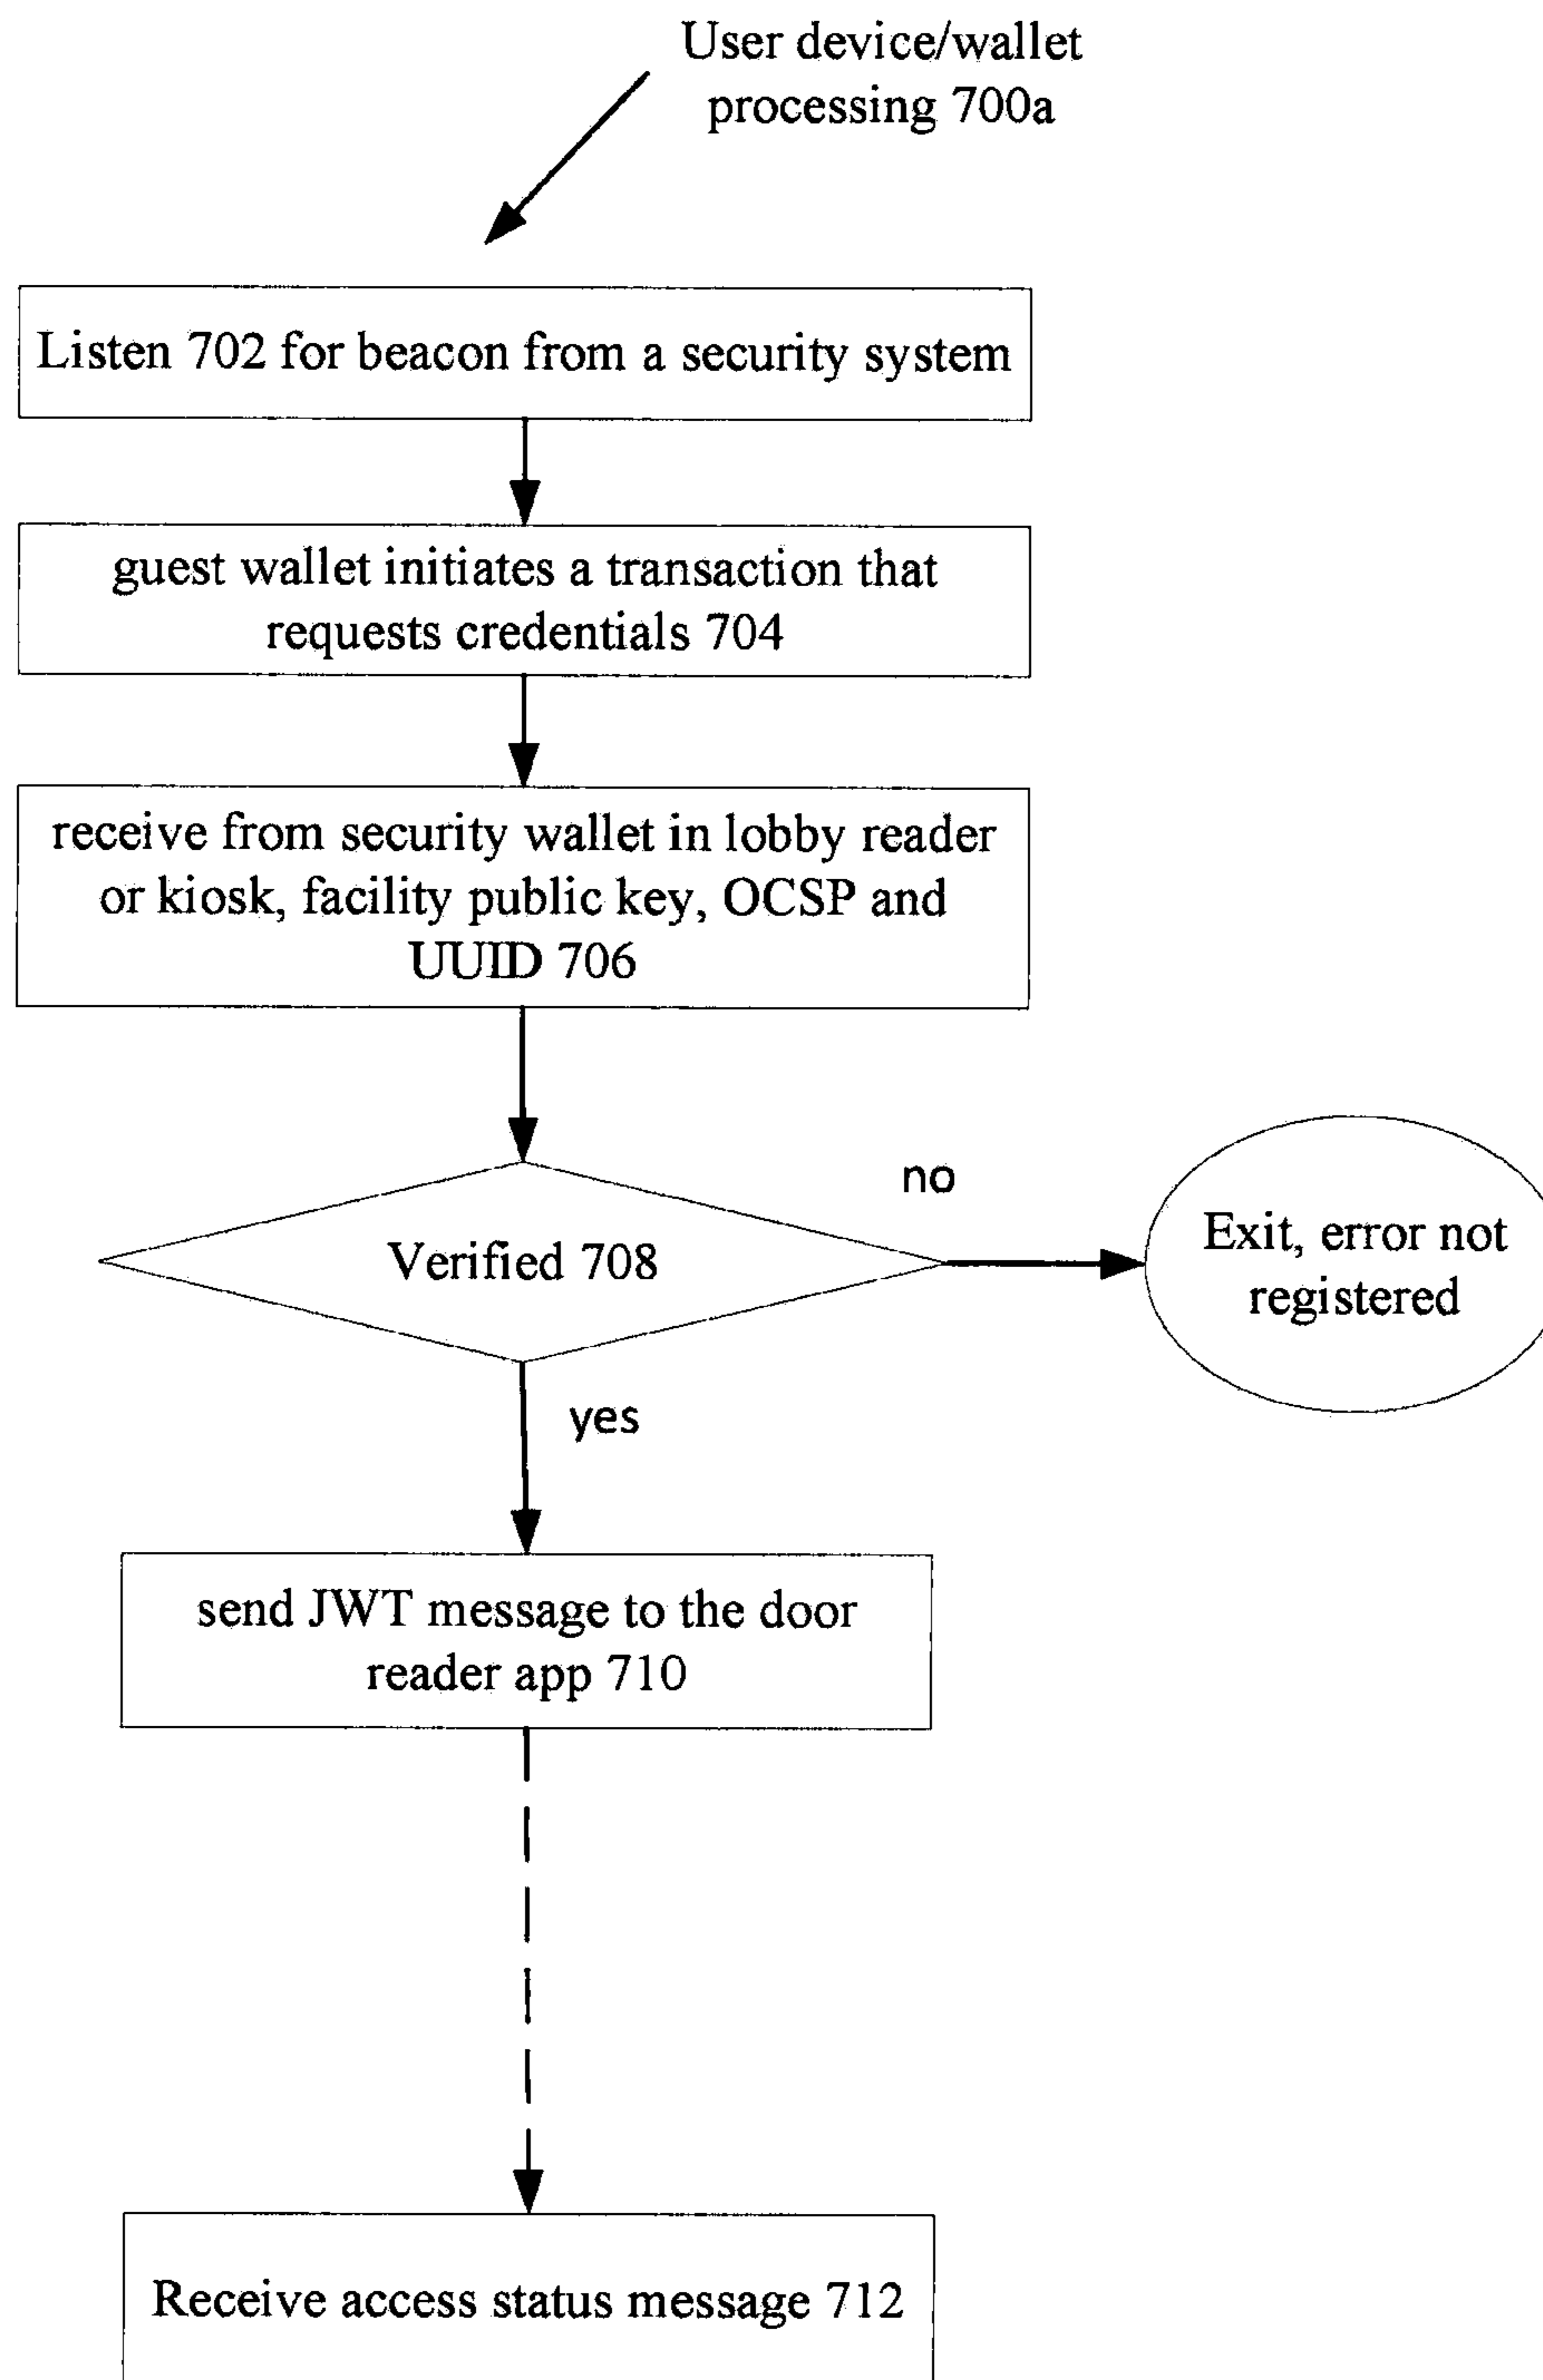 User device/wallet
processing 700a
Listen 702 for beacon from a security system
guest wallet initiates a transaction that
requests credentials 704
receive from security wallet in lobby reader
or kiosk, facility public key, OCSP and
UUID 706
no
Verified 708
Exit, error not
registered
yes
send JWT message to the door
reader app 710
Receive access status message 712